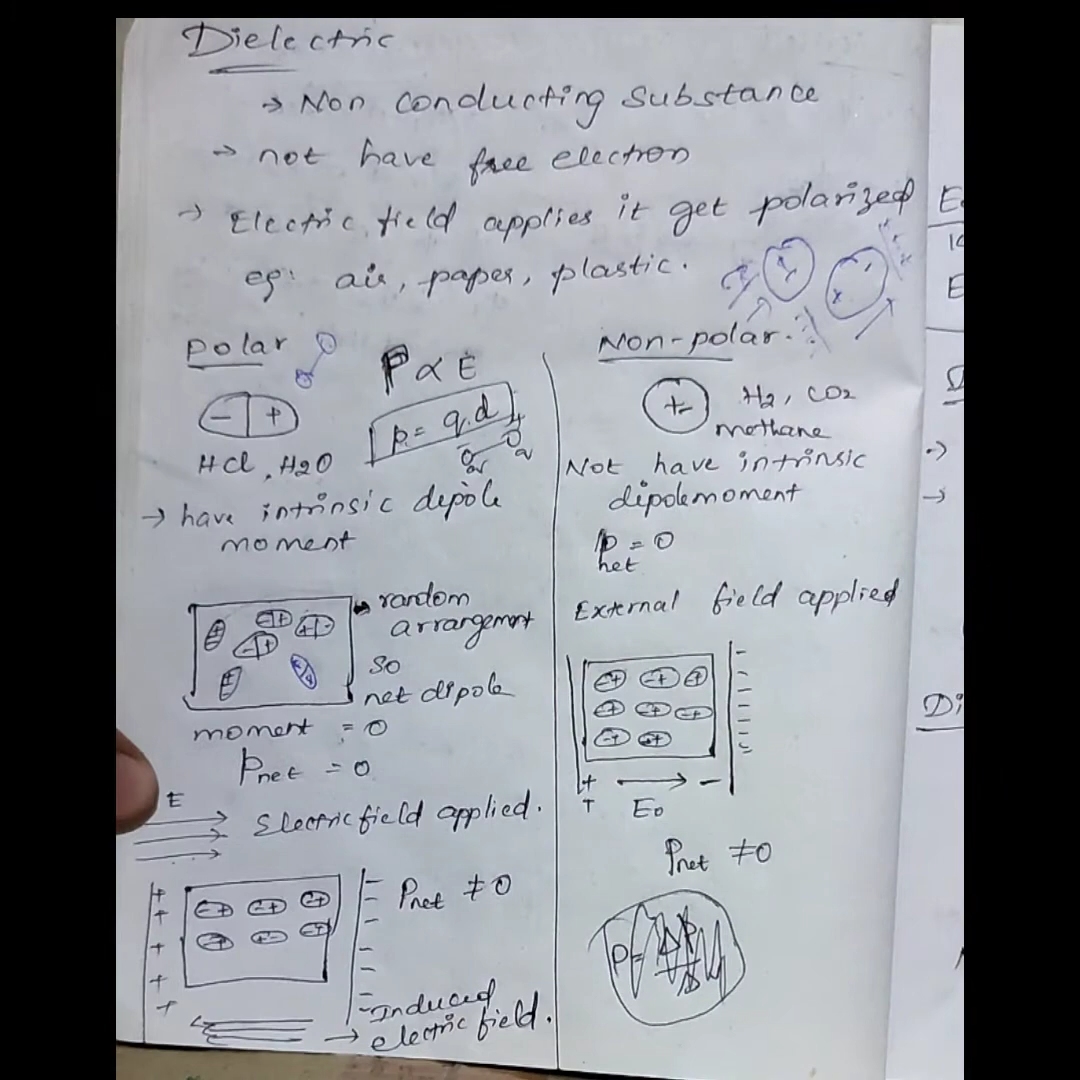 Dielectric
→ Non conducting substance
→ not have free electron
→ Electric field applies it get polarized
eg: air, paper, plastic.
Polar
P ∝ E
- +
p = q.d
HCl, H2O
→ have intrinsic depole
moment
random
arrangement
so
net dipole
moment = 0
Pnet = 0
E
Electric field applied.
Pnet ≠ 0
Induced
electric field.
Non-polar.
+-
H2, CO2
methane
Not have intrinsic
dipolemoment
p = 0
net
External field applied
+ → -
+ E0
Pnet ≠ 0
Di